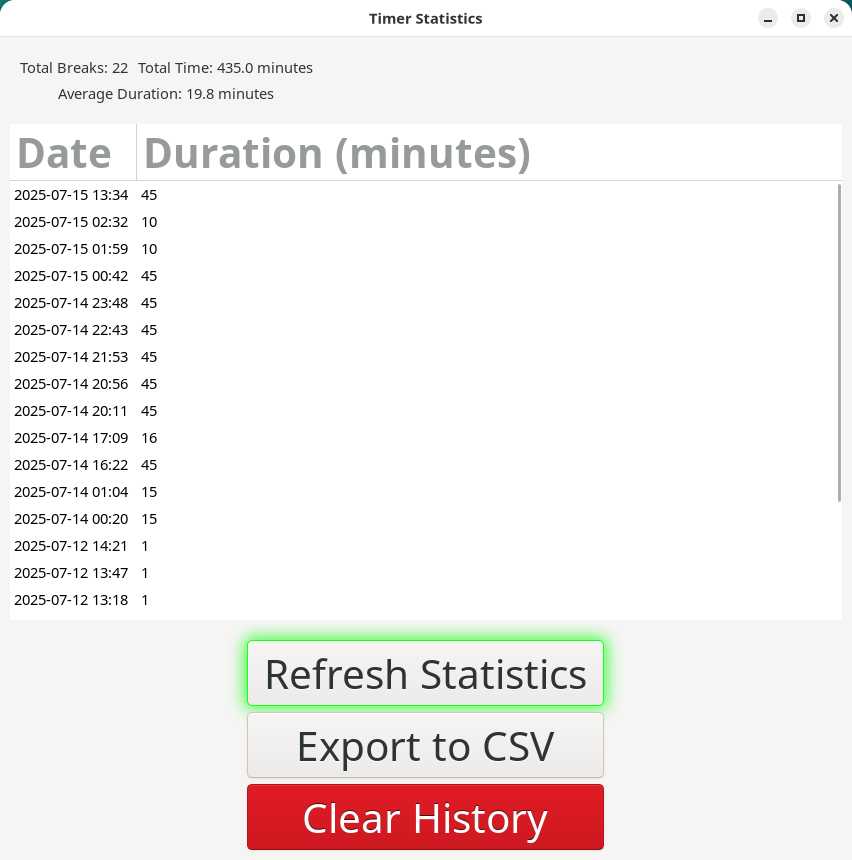 Timer Statistics
Total Breaks: 22 Total Time: 435.0 minutes
Average Duration: 19.8 minutes
Date Duration (minutes)
2025-07-15 13:34 45
2025-07-15 02:32 10
2025-07-15 01:59 10
2025-07-15 00:42 45
2025-07-14 23:48 45
2025-07-14 22:43 45
2025-07-14 21:53 45
2025-07-14 20:56 45
2025-07-14 20:11 45
2025-07-14 17:09 16
2025-07-14 16:22 45
2025-07-14 01:04 15
2025-07-14 00:20 15
2025-07-12 14:21 1
2025-07-12 13:47 1
2025-07-12 13:18 1
Refresh Statistics
Export to CSV
Clear History